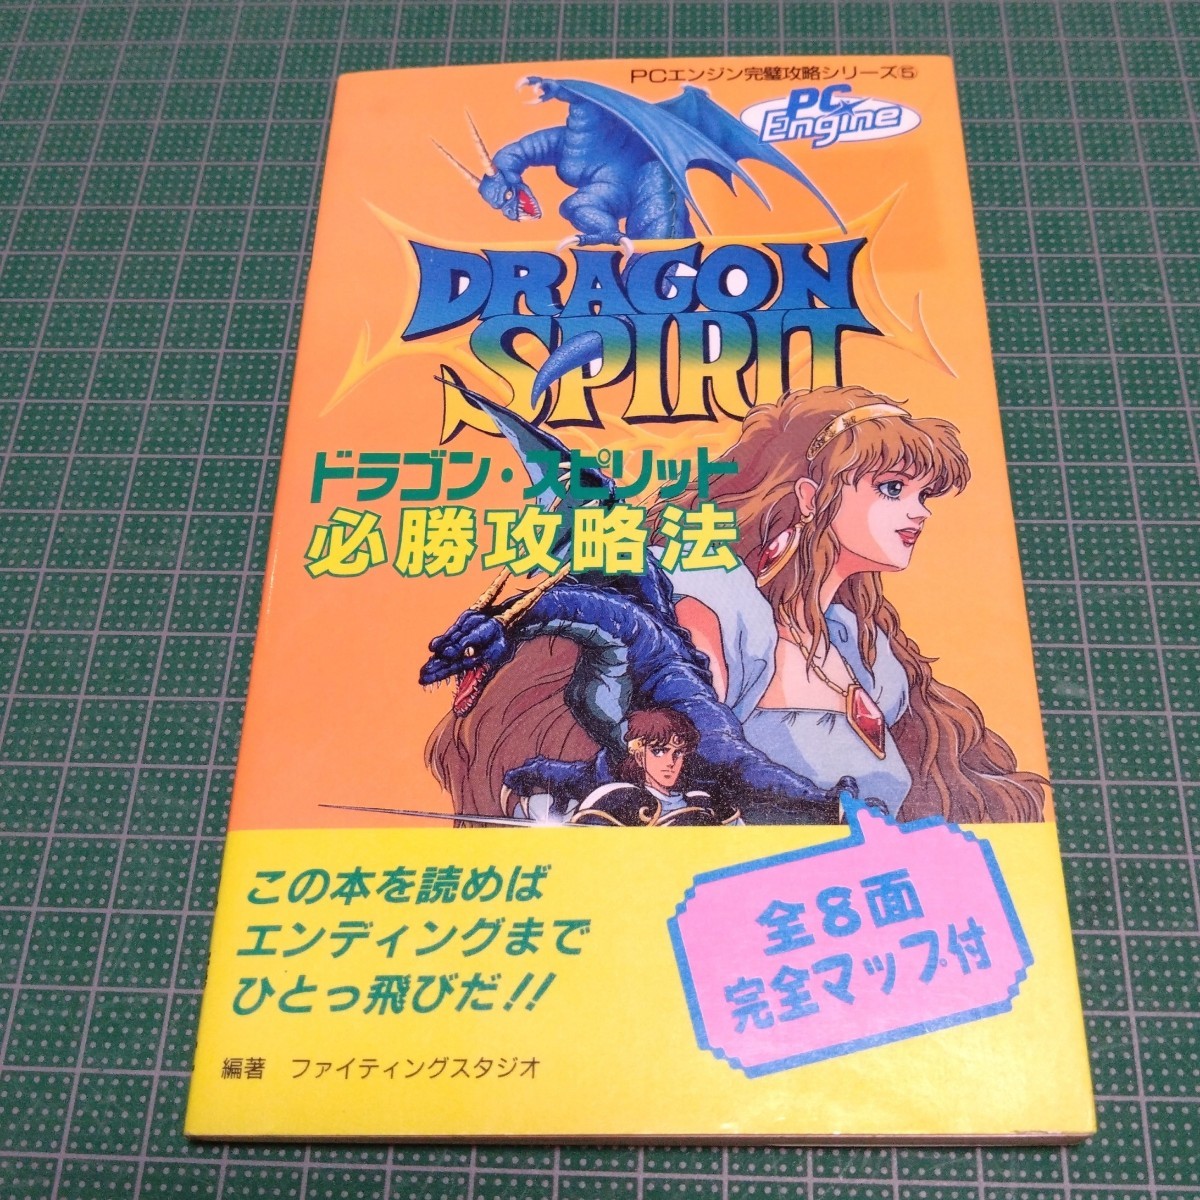 PCエンジン完璧攻略シリーズ⑤
PC
Engine
DRAGON
SPIRIT
ドラゴン・スピリット
必勝攻略法
この本を読めば
エンディングまで
ひとっ飛びだ!!
全8面
完全マップ付
編著 ファイティングスタジオ